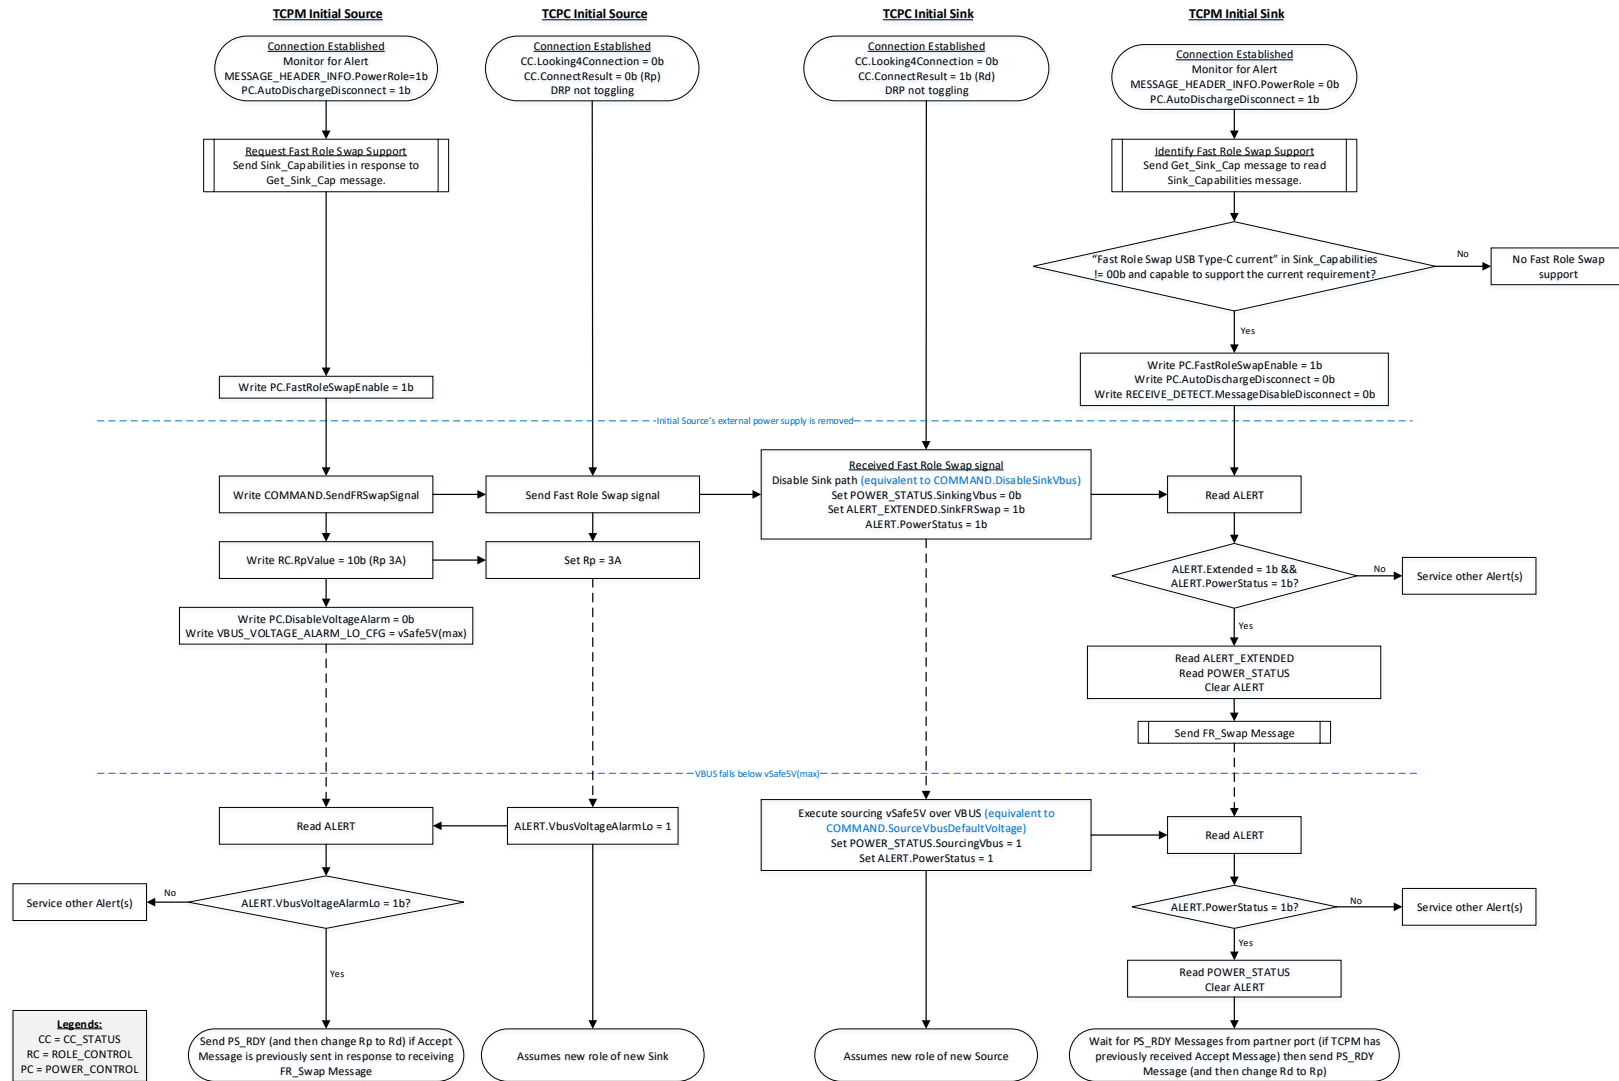 TCPM Initial Source
TCPC Initial Source
TCPC Initial Sink
TCPM Initial Sink
Connection Established
Monitor for Alert
MESSAGE_HEADER_INFO.PowerRole=1b
PC.AutoDischargeDisconnect = 1b
Connection Established
CC.Looking4Connection = 0b
CC.ConnectResult = 0b (Rp)
DRP not toggling
Connection Established
CC.Looking4Connection = 0b
CC.ConnectResult = 1b (Rd)
DRP not toggling
Connection Established
Monitor for Alert
MESSAGE_HEADER_INFO.PowerRole = 0b
PC.AutoDischargeDisconnect = 1b
Request Fast Role Swap Support
Send Sink_Capabilities in response to
Get_Sink_Cap message.
Identify Fast Role Swap Support
Send Get_Sink_Cap message to read
Sink_Capabilities message.
“Fast Role Swap USB Type-C current” in Sink_Capabilities
!= 00b and capable to support the current requirement?
No
No Fast Role Swap
support
Yes
Write PC.FastRoleSwapEnable = 1b
Write PC.FastRoleSwapEnable = 1b
Write PC.AutoDischargeDisconnect = 0b
Write RECEIVE_DETECT.MessageDisableDisconnect = 0b
Initial Source's external power supply is removed
Write COMMAND.SendFRSwapSignal
Send Fast Role Swap signal
Received Fast Role Swap signal
Disable Sink path (equivalent to COMMAND.DisableSinkVbus)
Set POWER_STATUS.SinkingVbus = 0b
Set ALERT_EXTENDED.SinkFRSwap = 1b
ALERT.PowerStatus = 1b
Read ALERT
Write RC.RpValue = 10b (Rp 3A)
Set Rp = 3A
ALERT.Extended = 1b &&
ALERT.PowerStatus = 1b?
No
Service other Alert(s)
Yes
Write PC.DisableVoltageAlarm = 0b
Write VBUS_VOLTAGE_ALARM_LO_CFG = vSafe5V(max)
Read ALERT_EXTENDED
Read POWER_STATUS
Clear ALERT
Send FR_Swap Message
VBUS falls below vSafe5V(max)
Read ALERT
ALERT.VbusVoltageAlarmLo = 1
Execute sourcing vSafe5V over VBUS (equivalent to
COMMAND.SourceVbusDefaultVoltage)
Set POWER_STATUS.SourcingVbus = 1
Set ALERT.PowerStatus = 1
Read ALERT
Service other Alert(s)
No
ALERT.VbusVoltageAlarmLo = 1b?
Yes
ALERT.PowerStatus = 1b?
No
Service other Alert(s)
Yes
Read POWER_STATUS
Clear ALERT
Legends:
CC = CC_STATUS
RC = ROLE_CONTROL
PC = POWER_CONTROL
Send PS_RDY (and then change Rp to Rd) if Accept
Message is previously sent in response to receiving
FR_Swap Message
Assumes new role of new Sink
Assumes new role of new Source
Wait for PS_RDY Messages from partner port (if TCPM has
previously received Accept Message) then send PS_RDY
Message (and then change Rd to Rp)